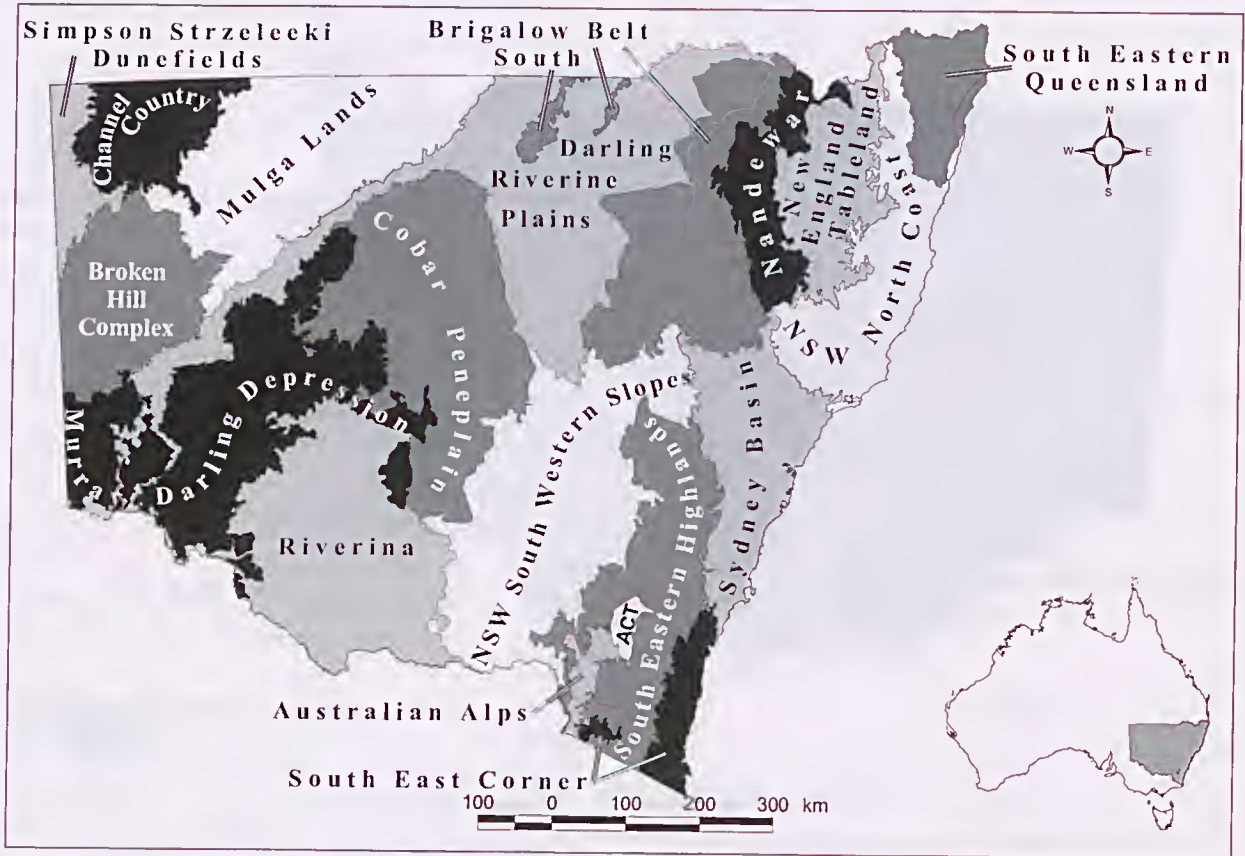 Simpson Strzelecki
Dunefields
Brigalow Belt
South
South Eastern
Queensland
N
W
E
S
Channel
Country
Mulga Lands
Darling
Riverine
Plains
Nandewar
New
England
Tableland
NSW North Coast
Cobar Peneplain
Broken
Hill
Complex
Murray Darling Depression
Riverina
NSW South Western Slopes
Sydney Basin
South Eastern Highlands
ACT
Australian Alps
South East Corner
100 0 100 200 300 km